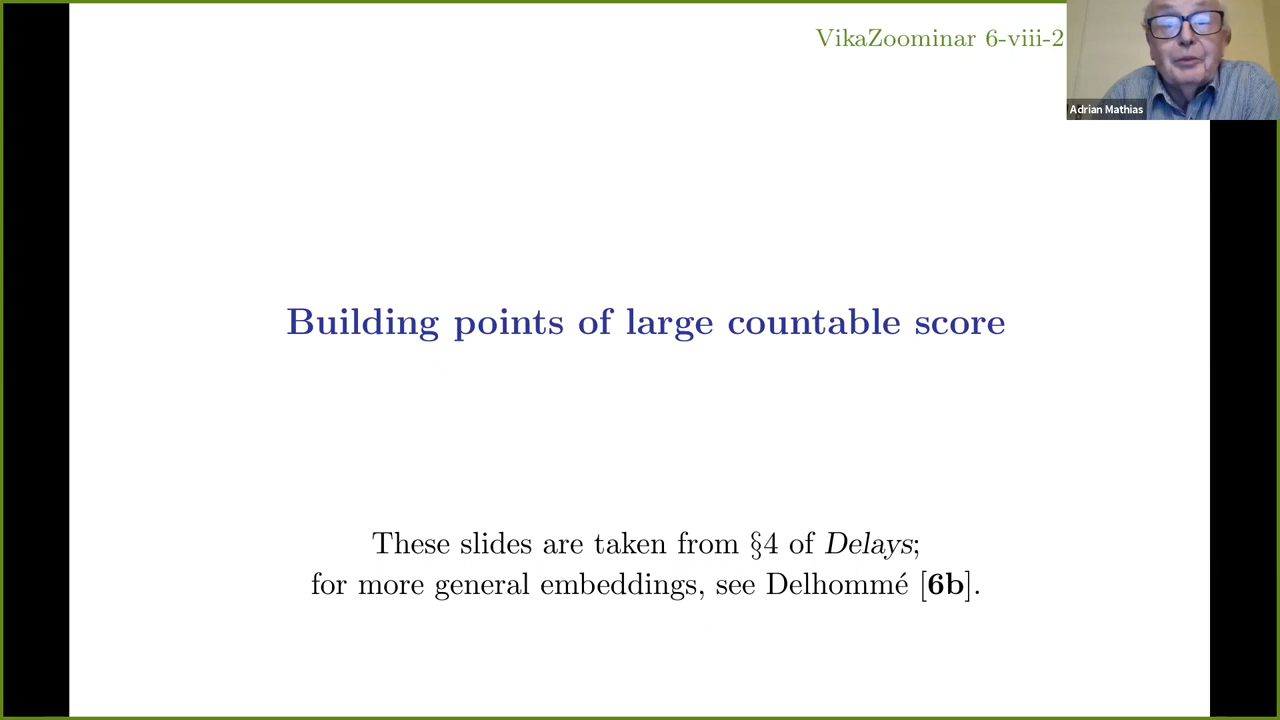 VikaZoominar 6-viii-2
Adrian Mathias
Building points of large countable score
These slides are taken from §4 of Delays;
for more general embeddings, see Delhommé [6b].